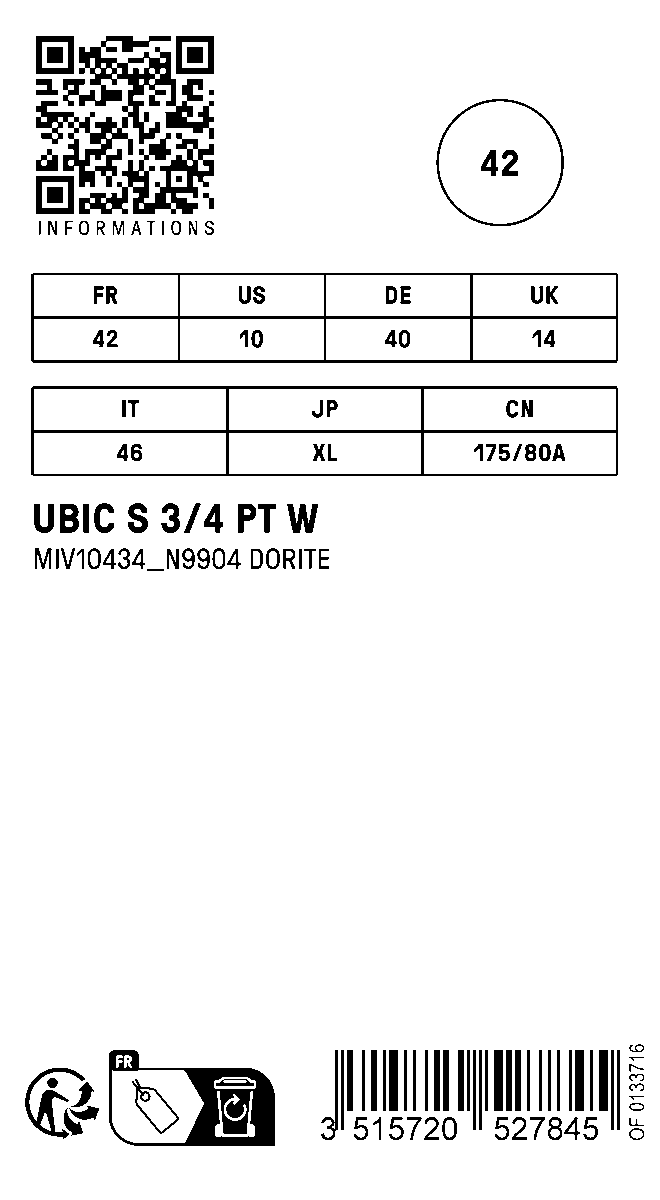 INFORMATIONS
42
FR US DE UK
42 10 40 14
IT JP CN
46 XL 175/80A
UBIC S 3/4 PT W
MIV10434_N9904 DORITE
FR
3 515720 527845
OF 0133716